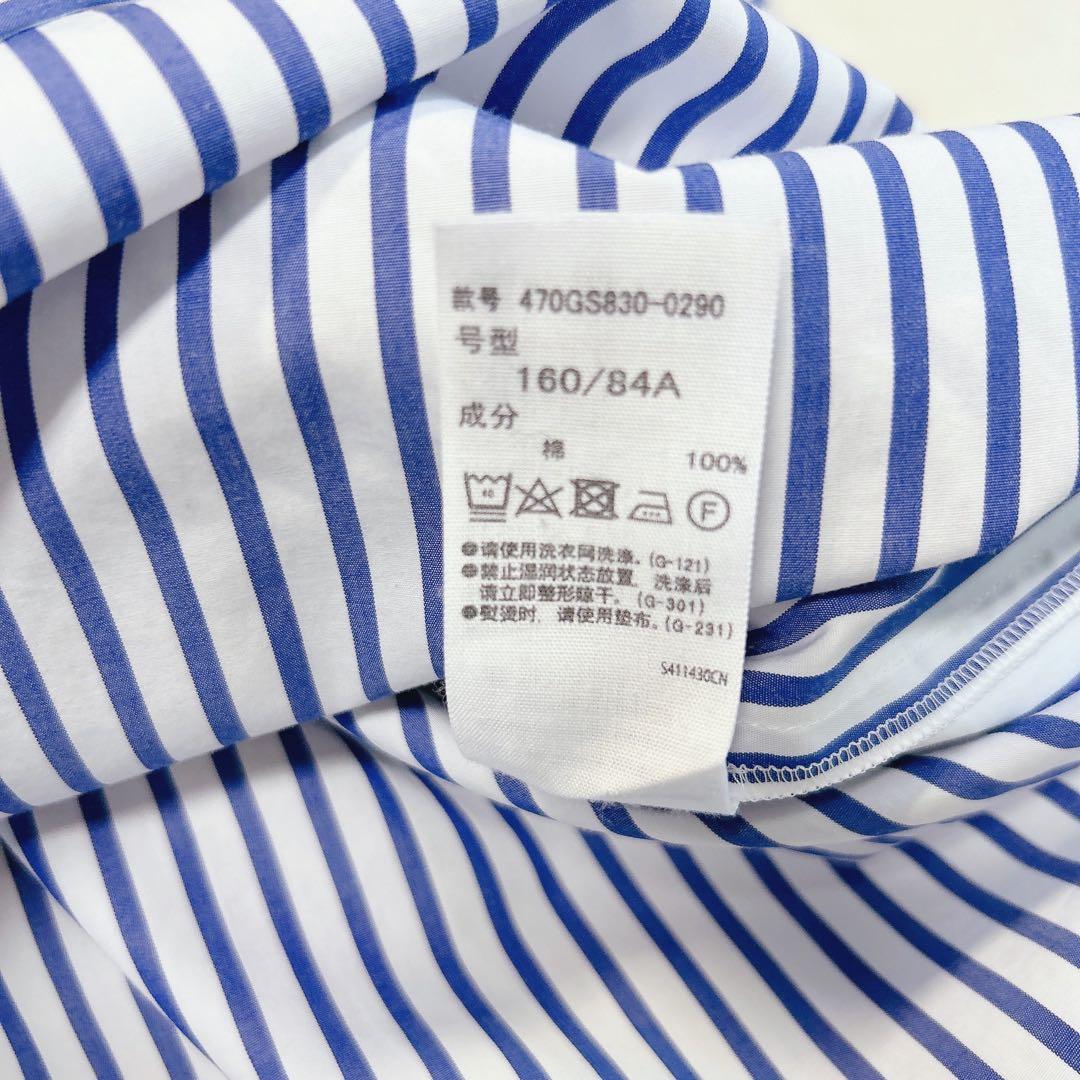 款号 470GS830-0290
号型
160/84A
成分
棉 100%
40 F
●请使用洗衣网洗涤。(G-121)
●禁止湿润状态放置，洗涤后
请立即整形晾干。(G-301)
●熨烫时，请使用垫布。(G-231)
S411430CN